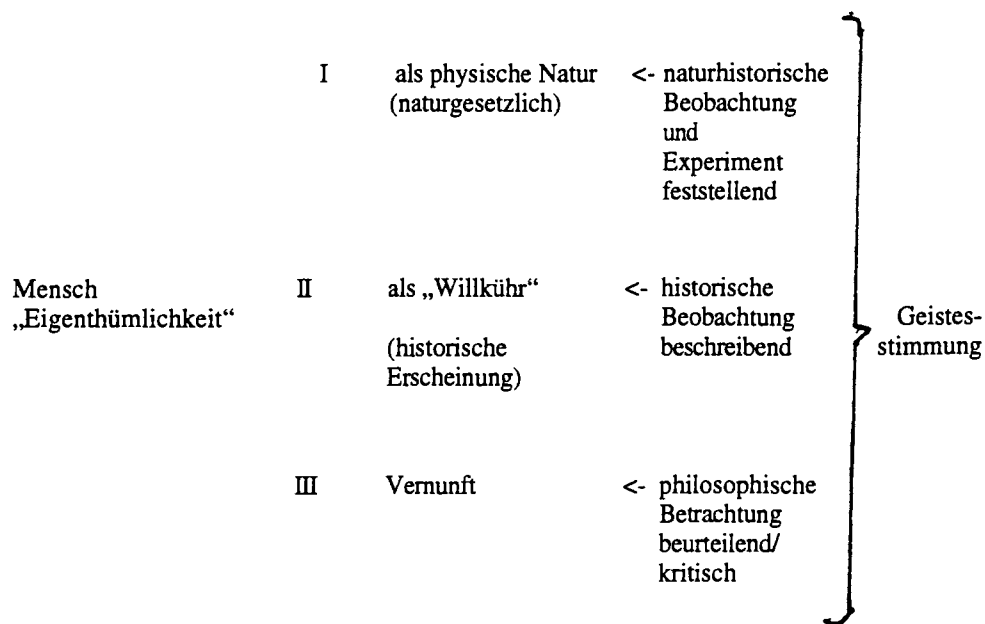 I als physische Natur <- naturhistorische
(naturgesetzlich) Beobachtung
und
Experiment
feststellend
Mensch II als „Willkühr“ <- historische
„Eigenthümlichkeit“ Beobachtung
(historische beschreibend
Erscheinung)
Geistes-
stimmung
III Vernunft <- philosophische
Betrachtung
beurteilend/
kritisch